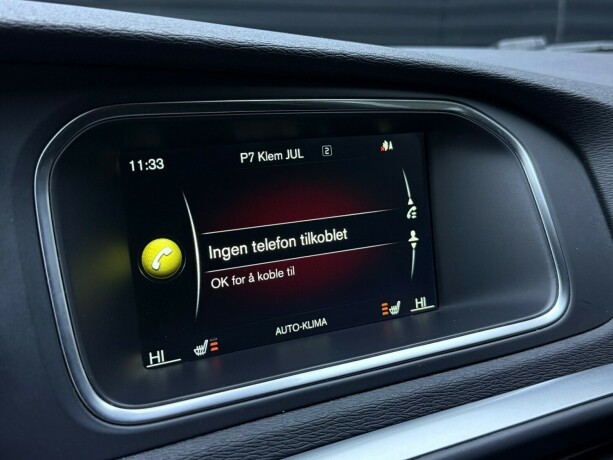 11:33
P7 Klem JUL 2
A
Ingen telefon tilkoblet
OK for å koble til
AUTO-KLIMA
HI
HI